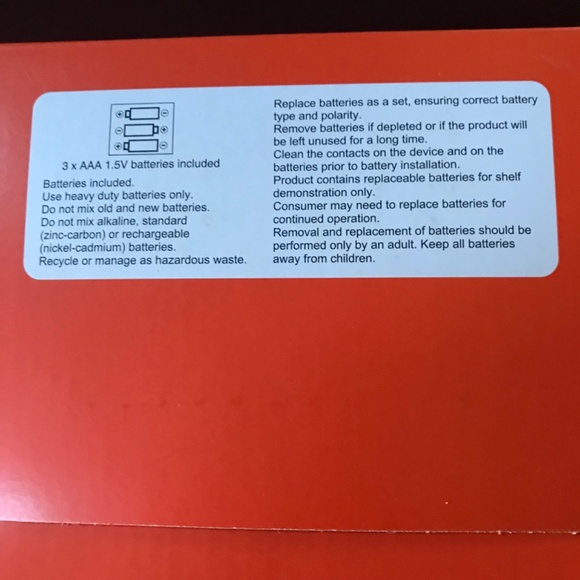 3 x AAA 1.5V batteries included
Batteries included.
Use heavy duty batteries only.
Do not mix old and new batteries.
Do not mix alkaline, standard
(zinc-carbon) or rechargeable
(nickel-cadmium) batteries.
Recycle or manage as hazardous waste.
Replace batteries as a set, ensuring correct battery
type and polarity.
Remove batteries if depleted or if the product will
be left unused for a long time.
Clean the contacts on the device and on the
batteries prior to battery installation.
Product contains replaceable batteries for shelf
demonstration only.
Consumer may need to replace batteries for
continued operation.
Removal and replacement of batteries should be
performed only by an adult. Keep all batteries
away from children.